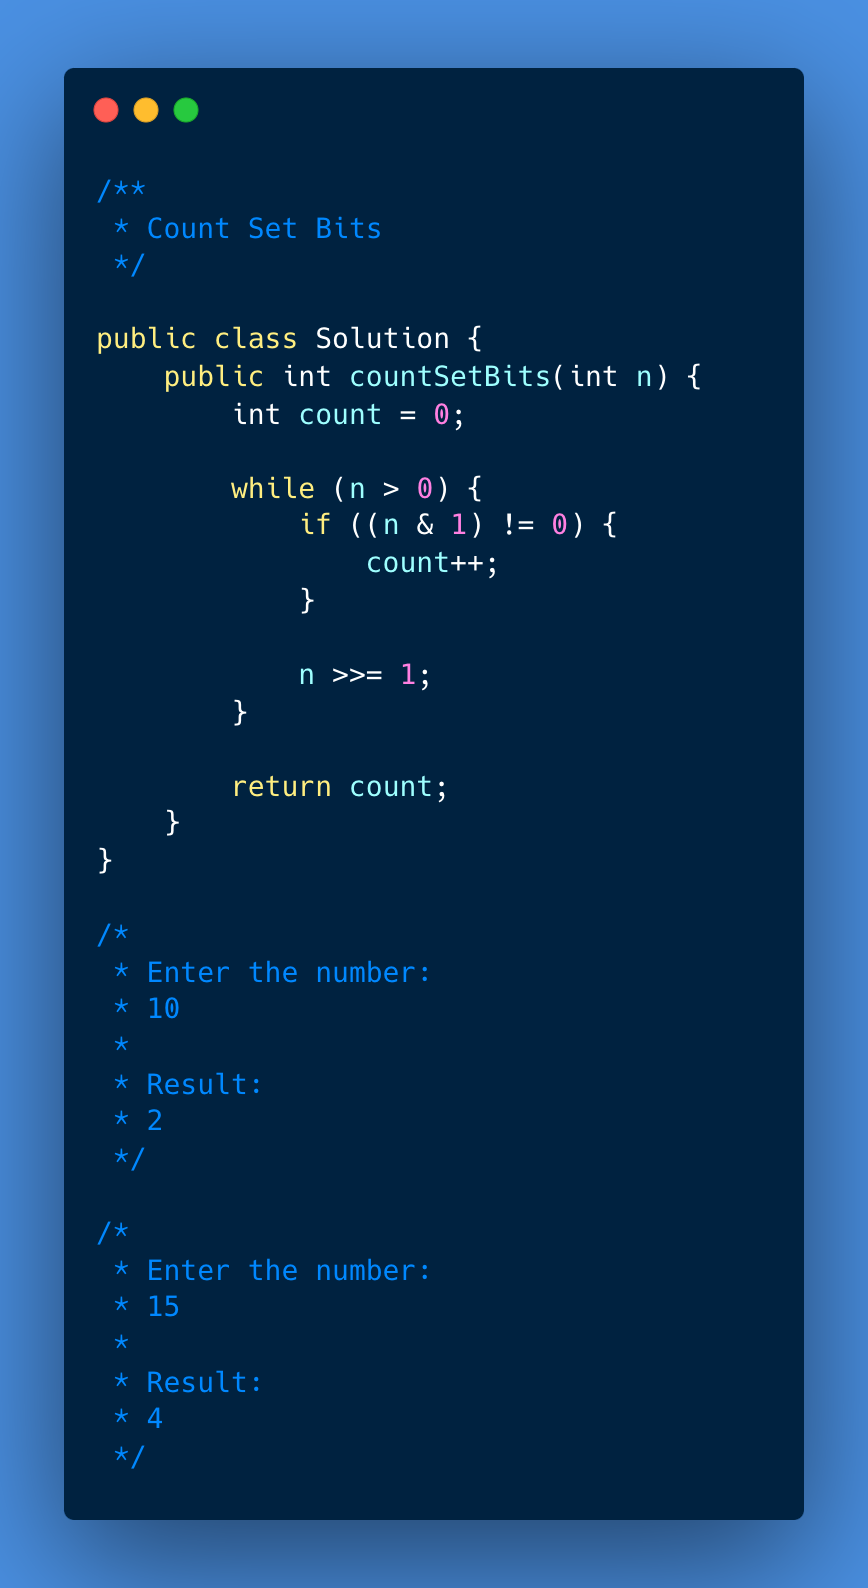 /**
 * Count Set Bits
 */

public class Solution {
    public int countSetBits(int n) {
        int count = 0;

        while (n > 0) {
            if ((n & 1) != 0) {
                count++;
            }

            n >>= 1;
        }

        return count;
    }
}

/*
 * Enter the number:
 * 10
 *
 * Result:
 * 2
 */

/*
 * Enter the number:
 * 15
 *
 * Result:
 * 4
 */